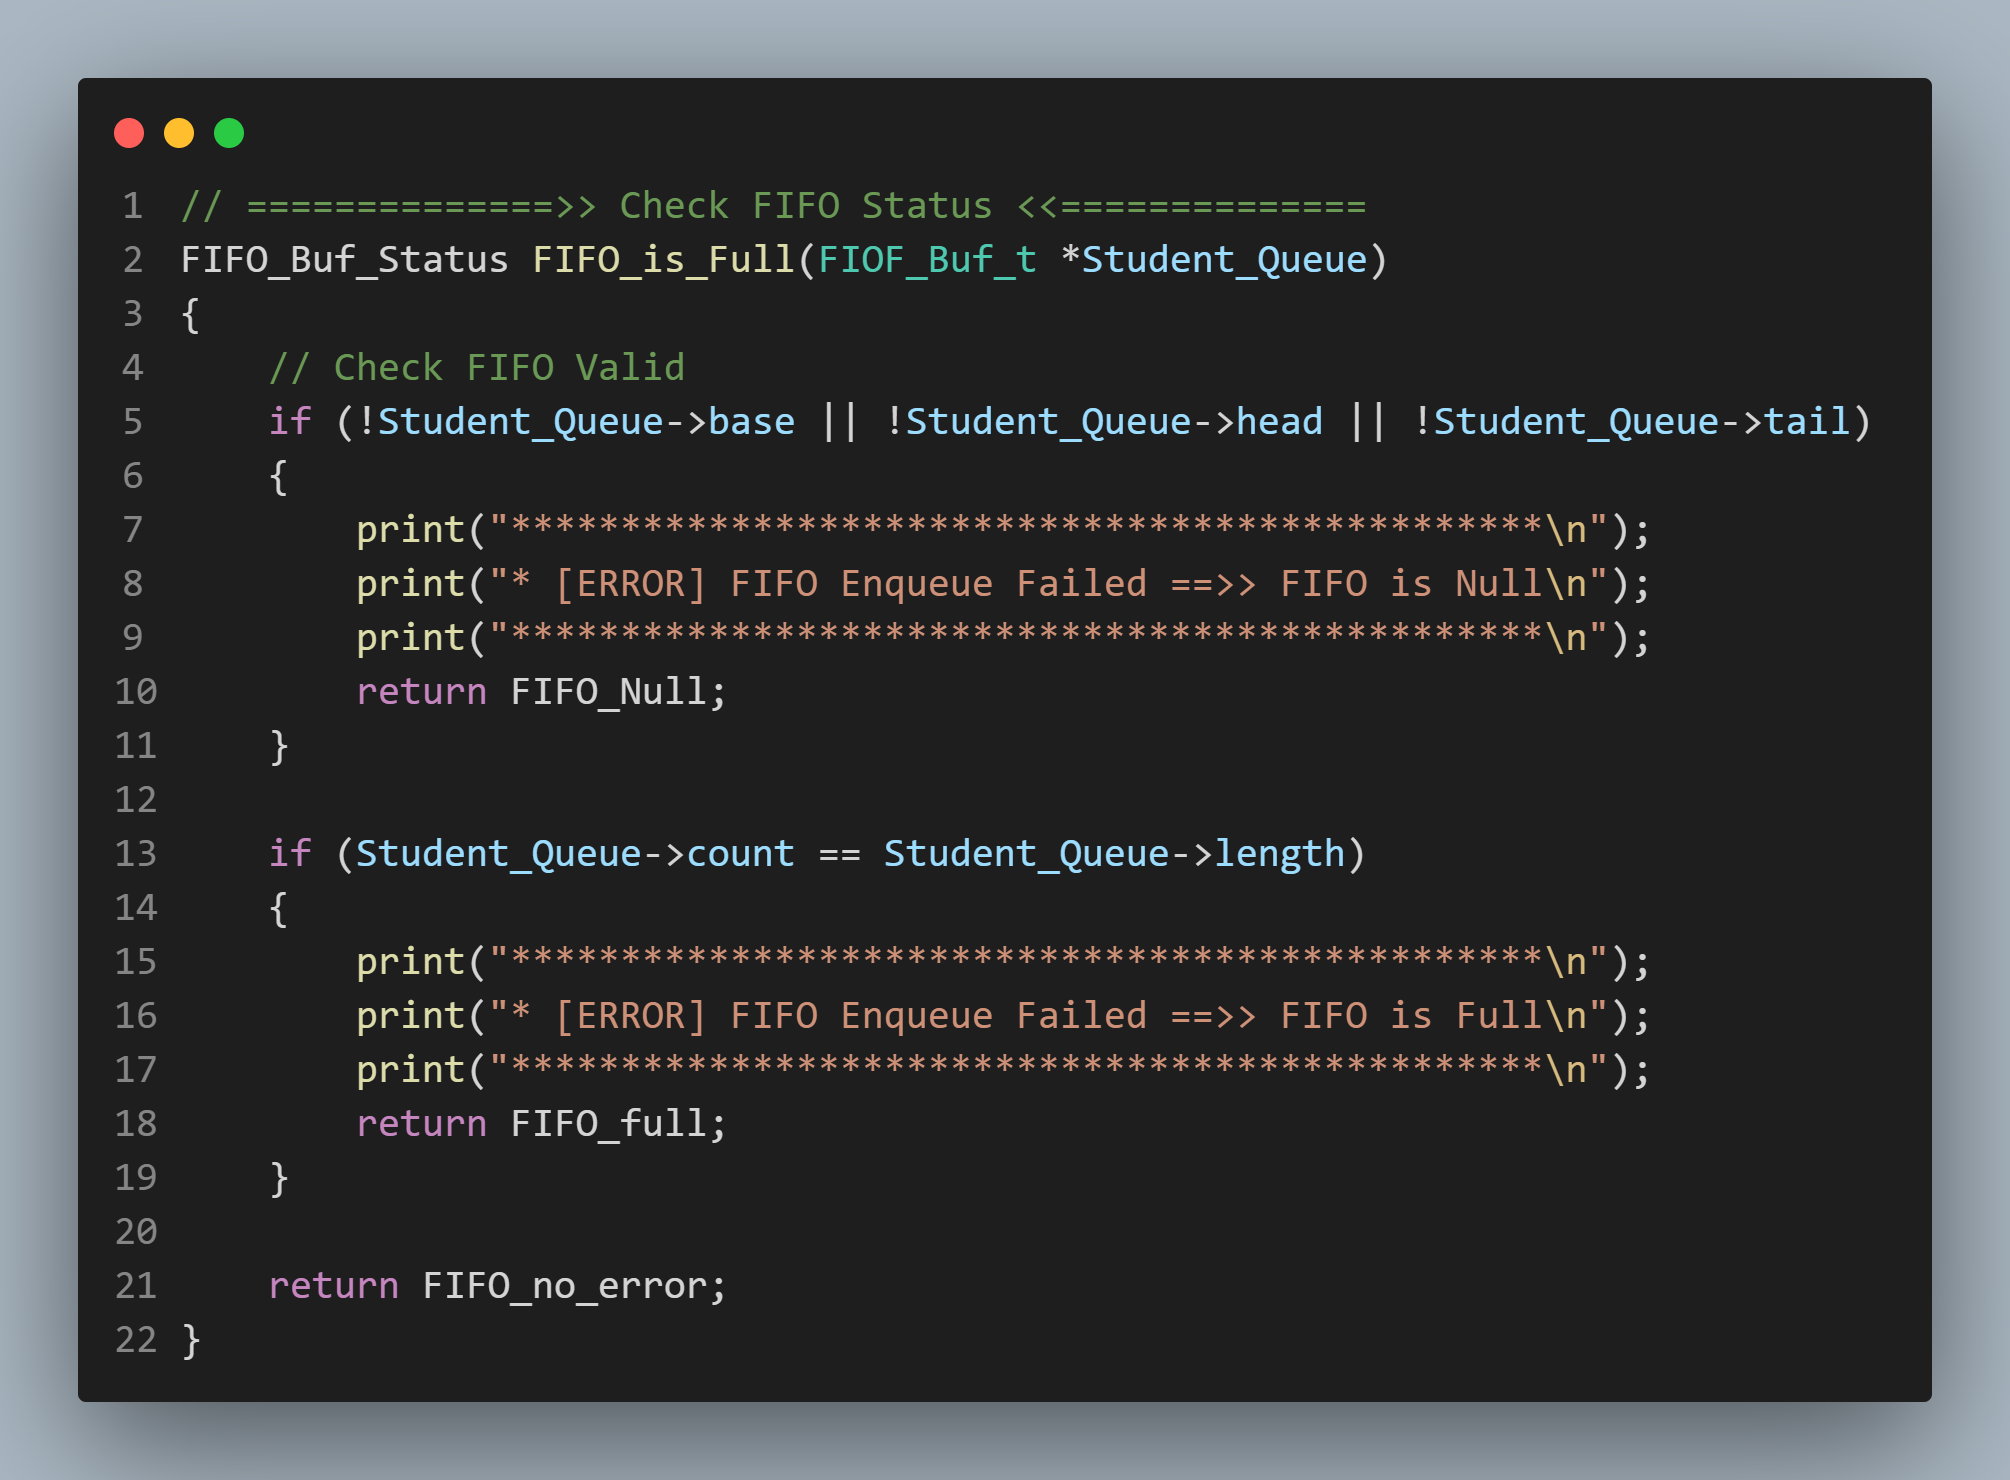 1 // ==============>> Check FIFO Status <<==============
2 FIFO_Buf_Status FIFO_is_Full(FIOF_Buf_t *Student_Queue)
3 {
4     // Check FIFO Valid
5     if (!Student_Queue->base || !Student_Queue->head || !Student_Queue->tail)
6     {
7         print("***********************************************\n");
8         print("* [ERROR] FIFO Enqueue Failed ==>> FIFO is Null\n");
9         print("***********************************************\n");
10         return FIFO_Null;
11     }
12
13     if (Student_Queue->count == Student_Queue->length)
14     {
15         print("***********************************************\n");
16         print("* [ERROR] FIFO Enqueue Failed ==>> FIFO is Full\n");
17         print("***********************************************\n");
18         return FIFO_full;
19     }
20
21     return FIFO_no_error;
22 }